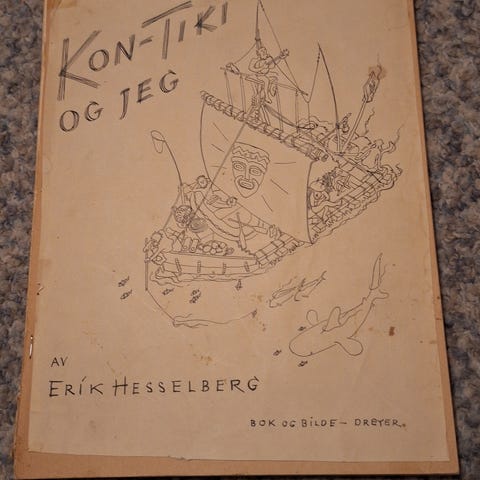 KON-TIKI
OG JEG
AV
ERIK HESSELBERG
BOK OG BILDE - DREYER.